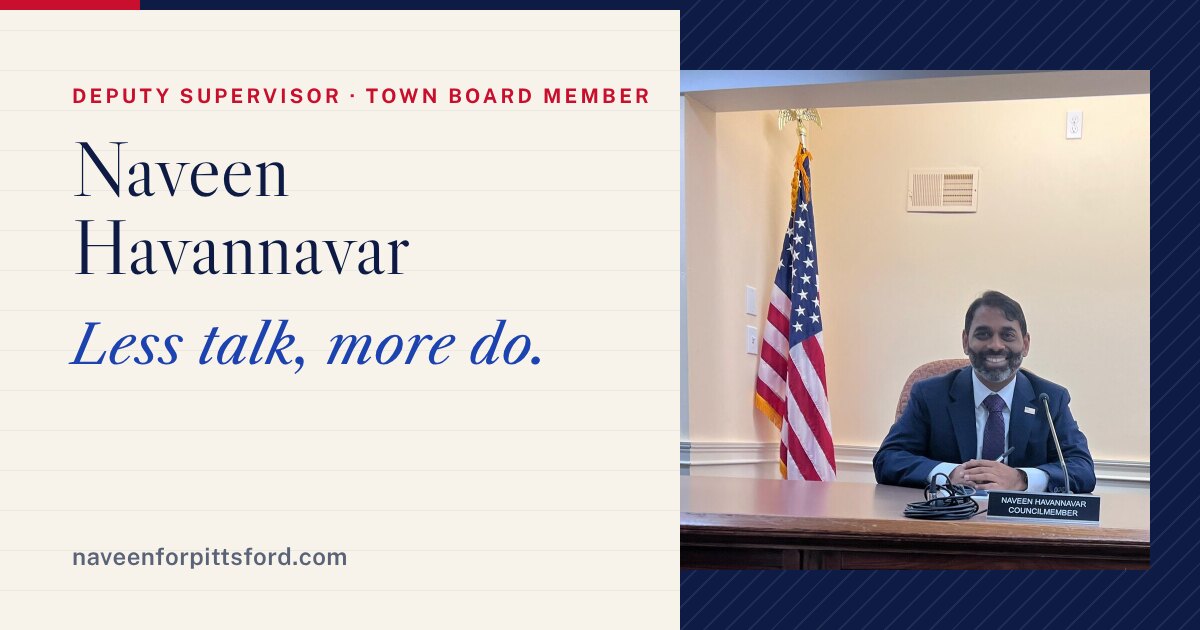 DEPUTY SUPERVISOR · TOWN BOARD MEMBER
Naveen
Havannavar
Less talk, more do.
naveenforpittsford.com
NAVEEN HAVANNAVAR
COUNCILMEMBER